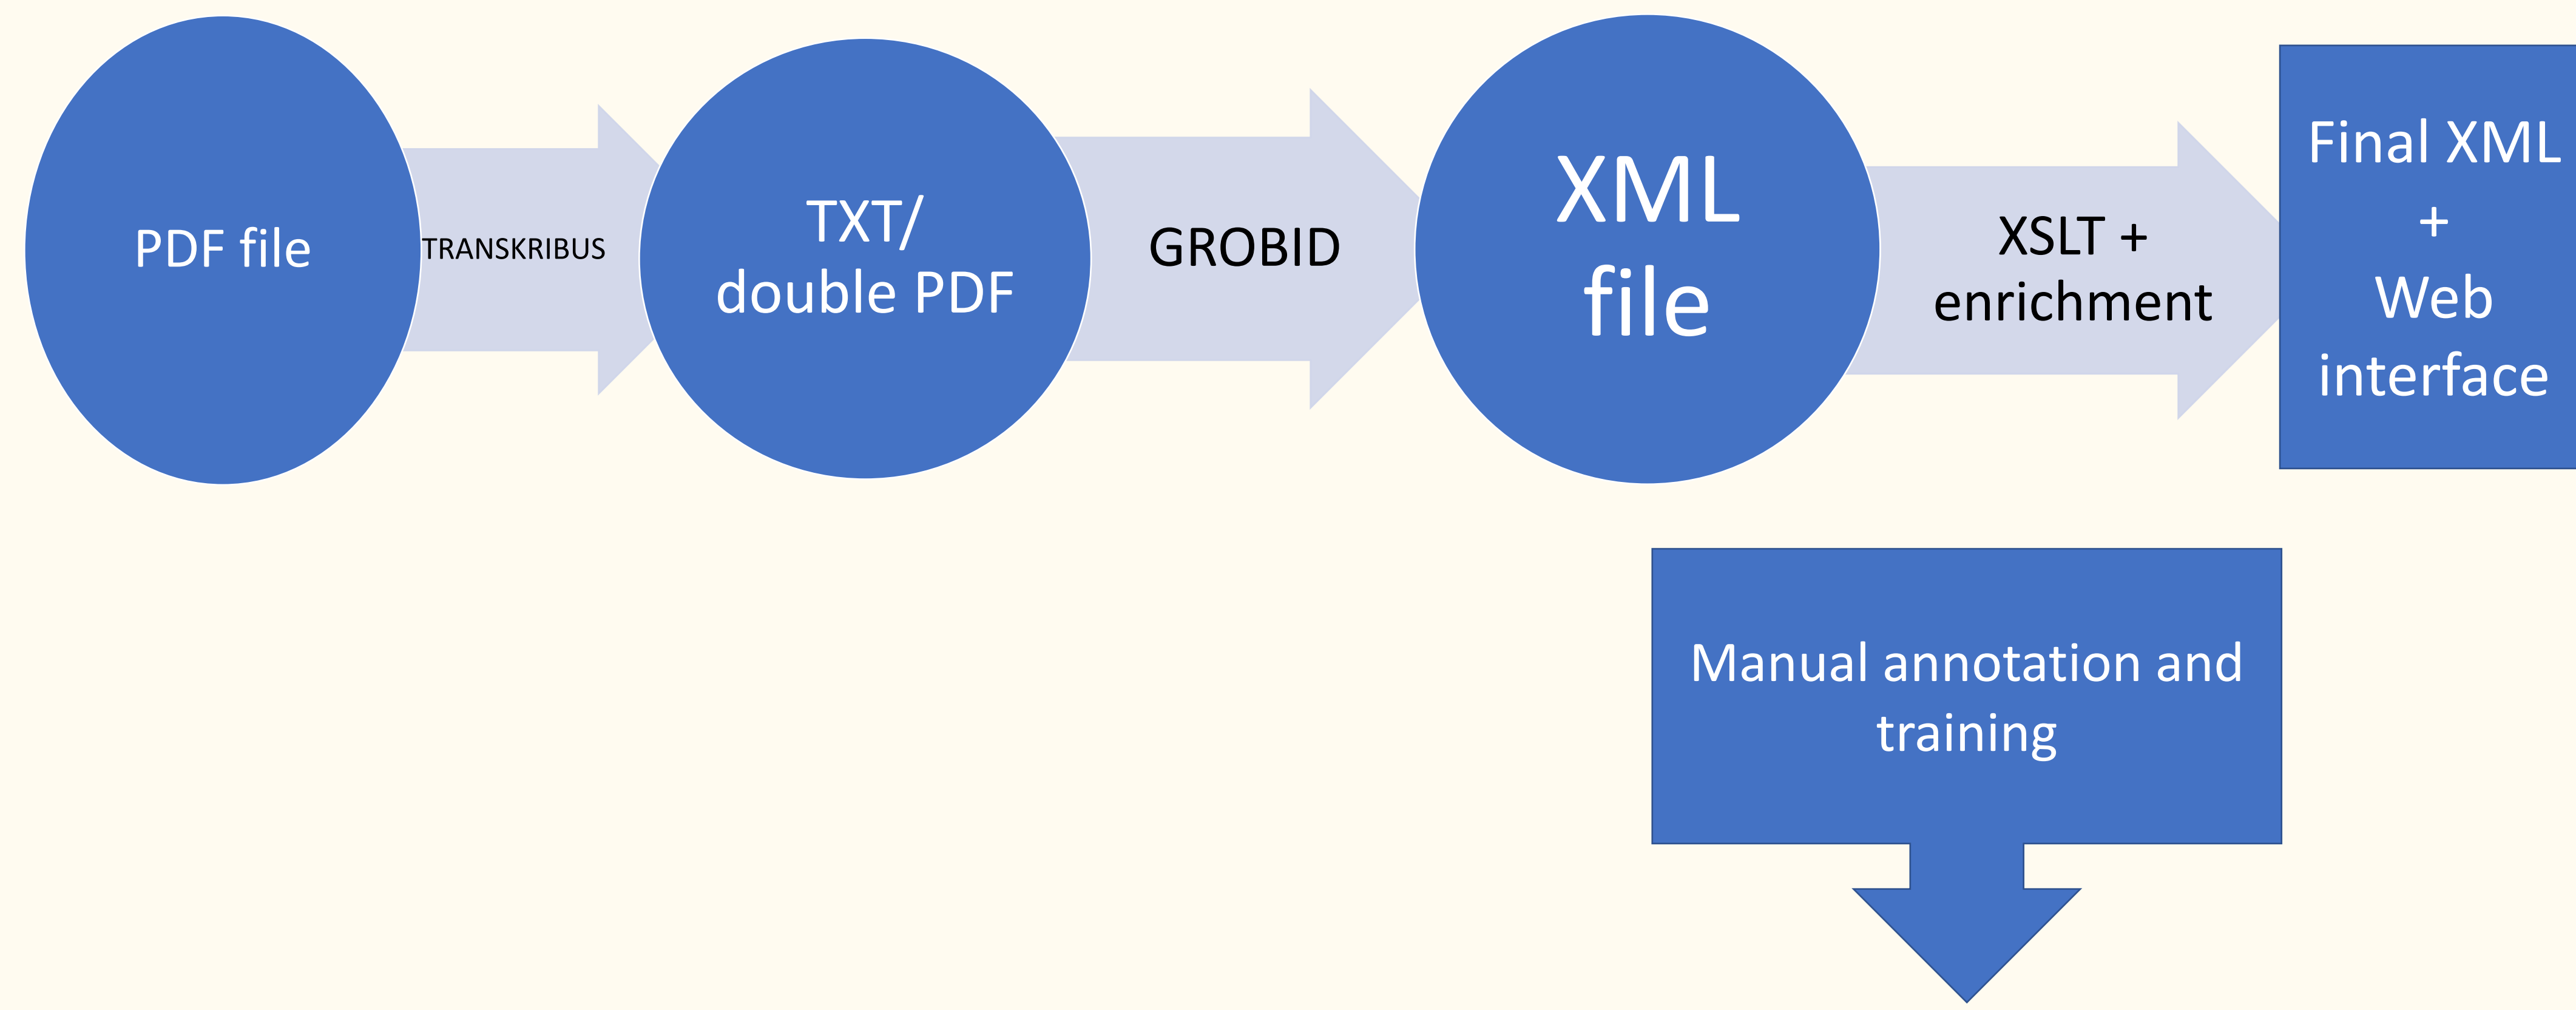 PDF file
TRANSKRIBUS
TXT/
double PDF
GROBID
XML
file
XSLT +
enrichment
Final XML
+
Web
interface
Manual annotation and
training